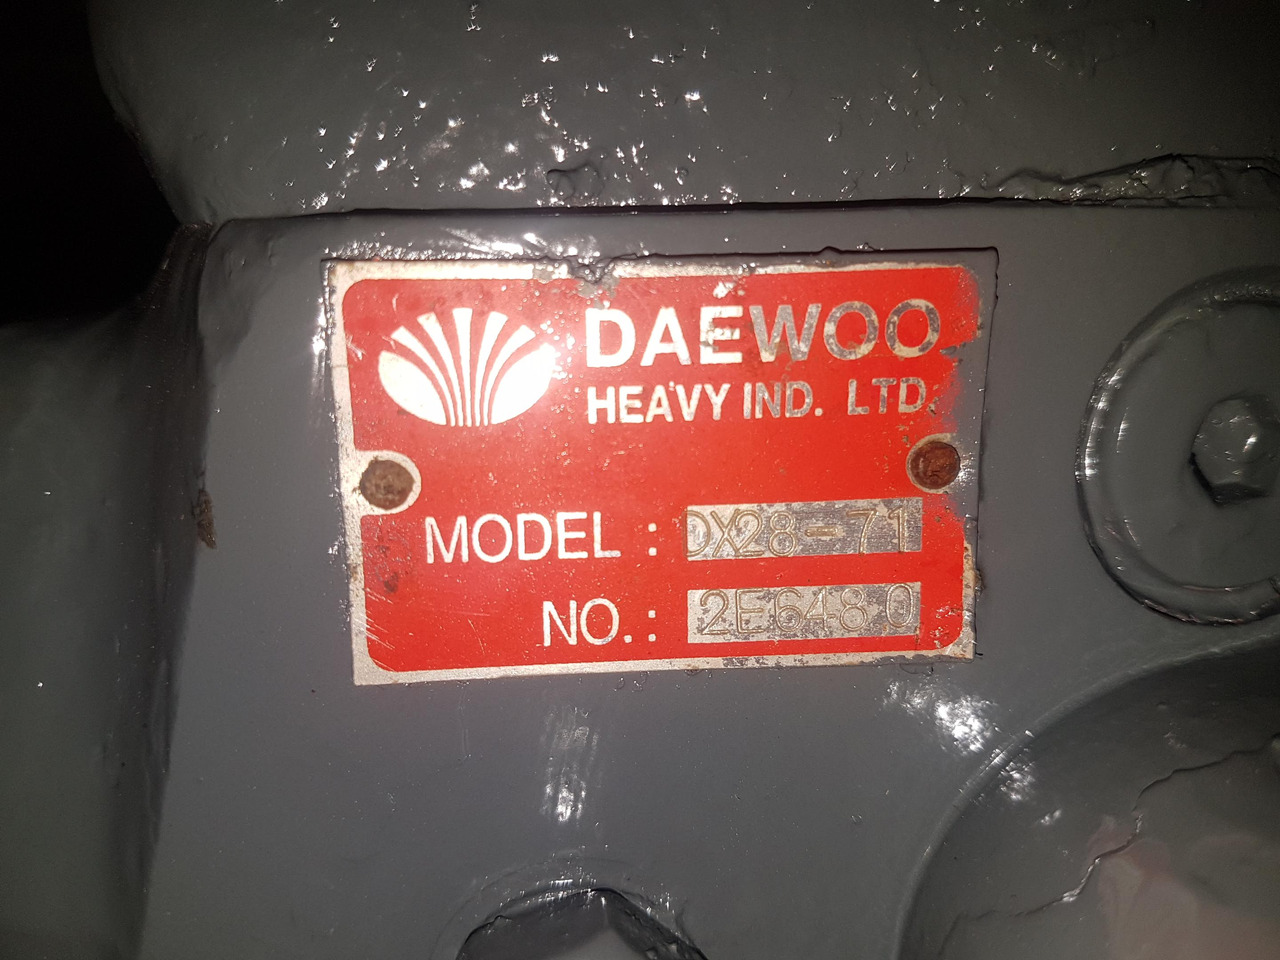 DAEWOO
HEAVY IND. LTD.
MODEL : DX28-71
NO. : 2E6480